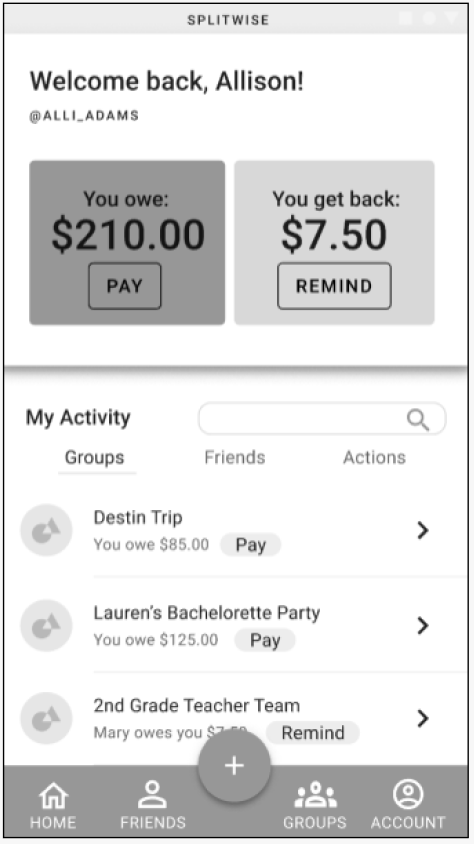 SPLITWISE
Welcome back, Allison!
@ALLI_ADAMS
You owe:
$210.00
PAY
You get back:
$7.50
REMIND
My Activity
Groups Friends Actions
Destin Trip
You owe $85.00 Pay
Lauren's Bachelorette Party
You owe $125.00 Pay
2nd Grade Teacher Team
Mary owes you $7.50 Remind
+
HOME FRIENDS GROUPS ACCOUNT